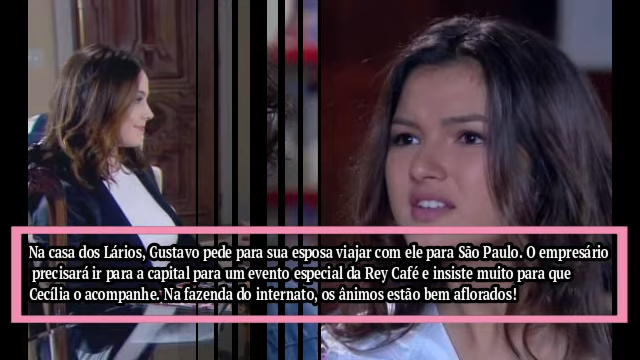 Na casa dos Lários, Gustavo pede para sua esposa viajar com ele para São Paulo. O empresário
precisará ir para a capital para um evento especial da Rey Café e insiste muito para que
Cecília o acompanhe. Na fazenda do internato, os ânimos estão bem aflorados!